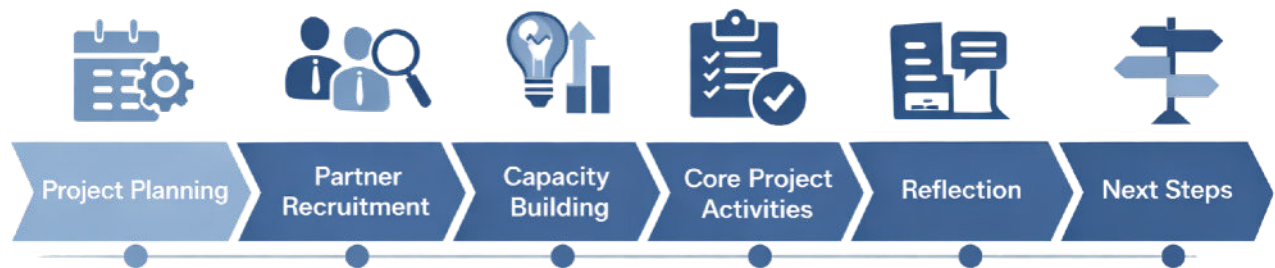 Project Planning
Partner
Recruitment
Capacity
Building
Core Project
Activities
Reflection
Next Steps